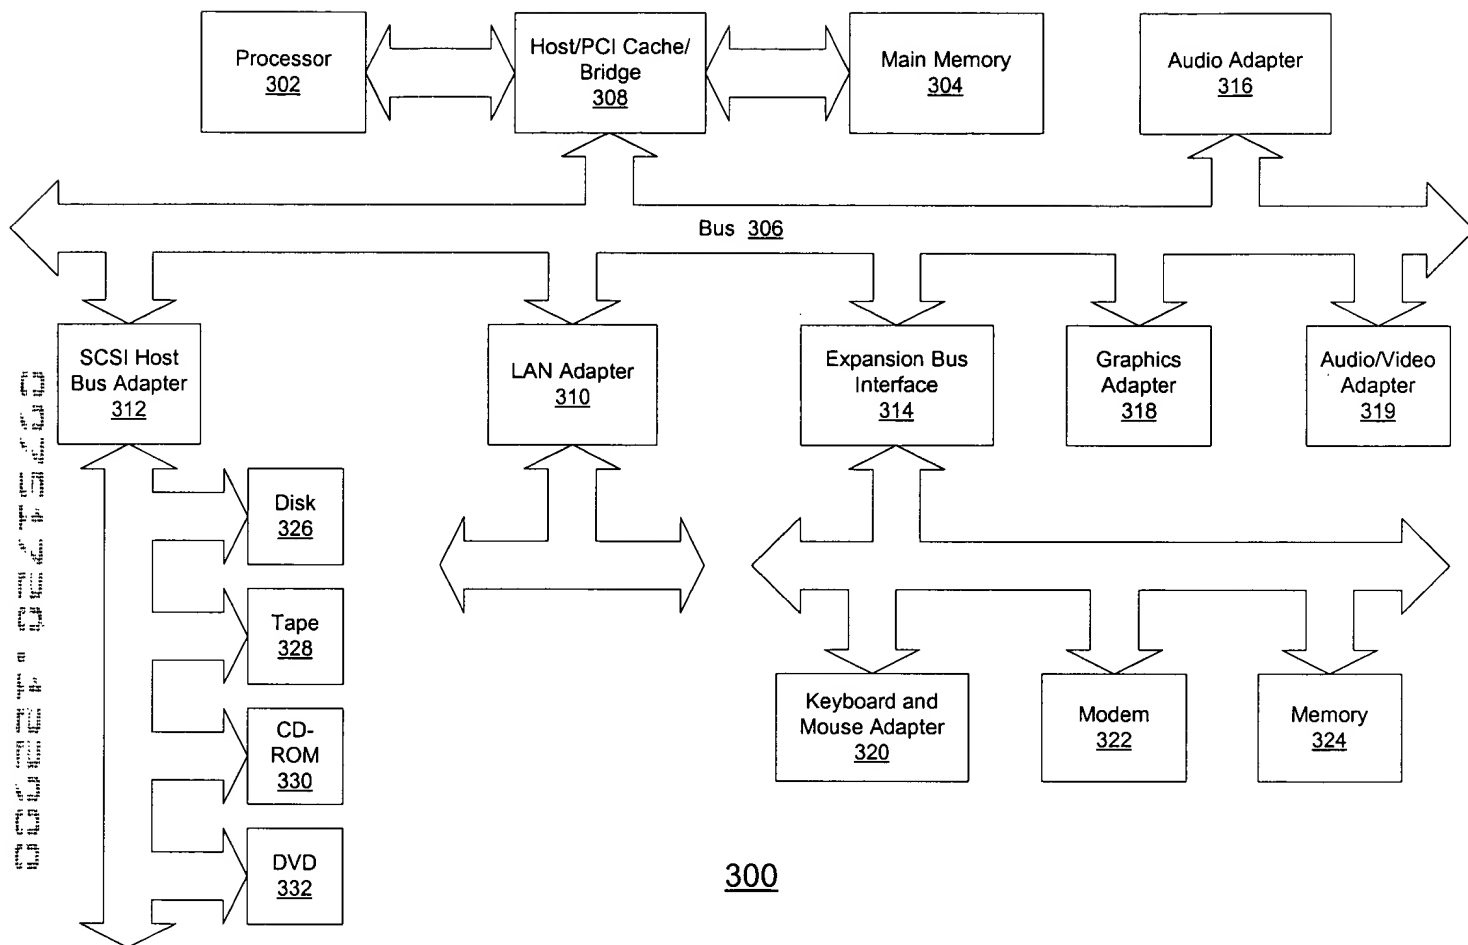 Processor
302
Host/PCI Cache/
Bridge
308
Main Memory
304
Audio Adapter
316
Bus 306
SCSI Host
Bus Adapter
312
LAN Adapter
310
Expansion Bus
Interface
314
Graphics
Adapter
318
Audio/Video
Adapter
319
Disk
326
Tape
328
CD-
ROM
330
DVD
332
Keyboard and
Mouse Adapter
320
Modem
322
Memory
324
300